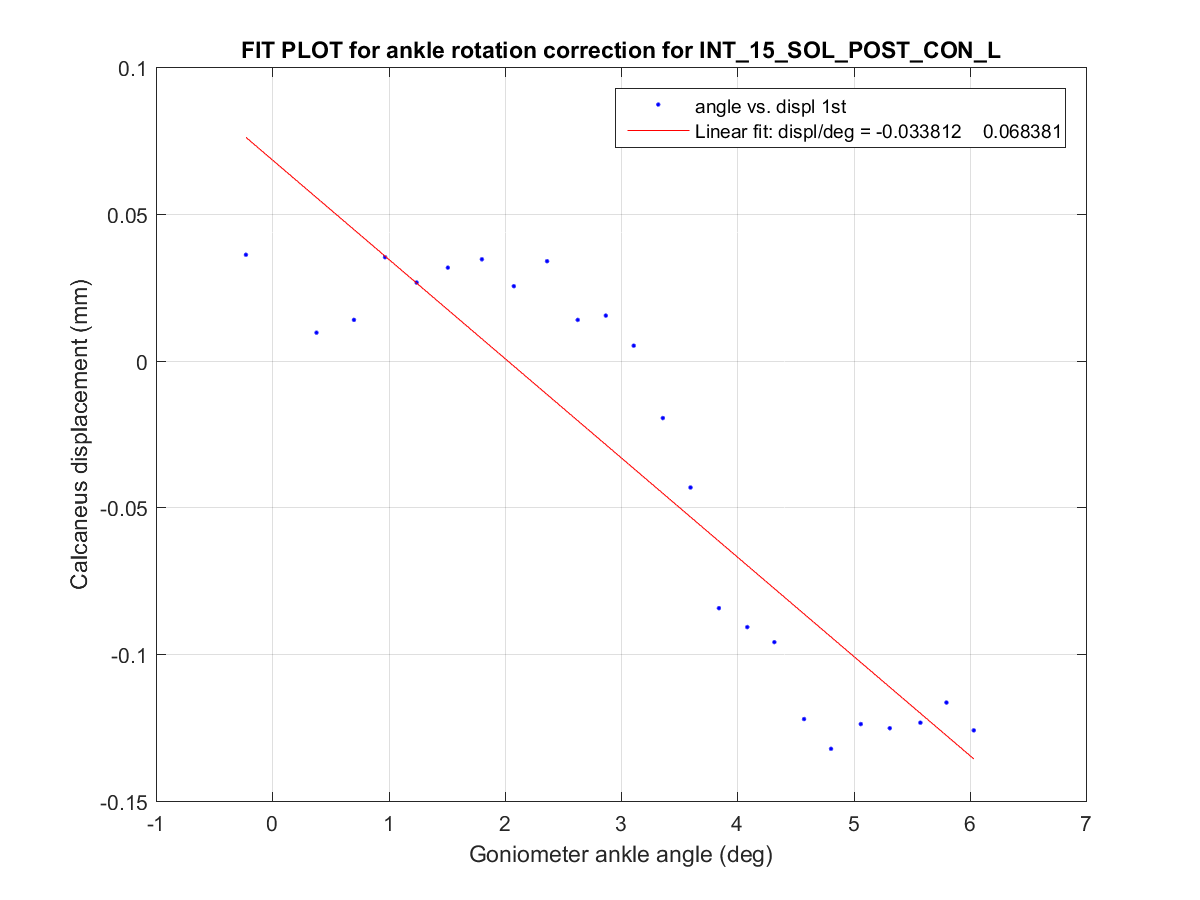 FIT PLOT for ankle rotation correction for INT_15_SOL_POST_CON_L
angle vs. displ 1st
Linear fit: displ/deg = -0.033812    0.068381
0.1
0.05
0
-0.05
-0.1
-0.15
Calcaneus displacement (mm)
-1 0 1 2 3 4 5 6 7
Goniometer ankle angle (deg)